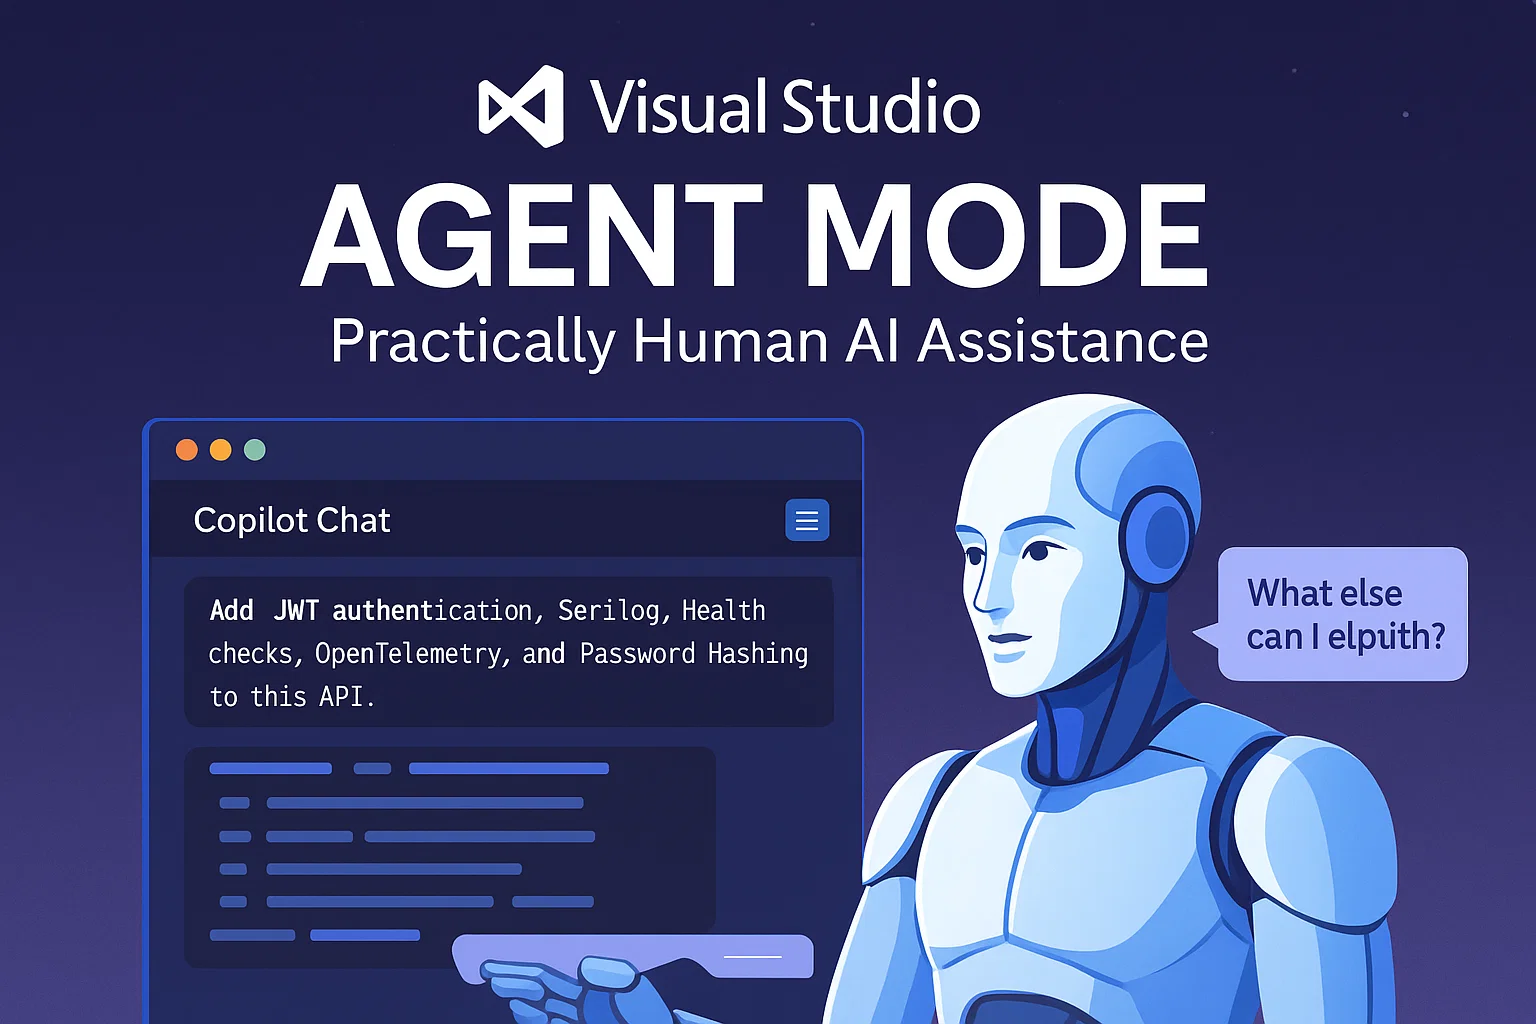 Visual Studio
AGENT MODE
Practically Human AI Assistance
Copilot Chat
Add JWT authentication, Serilog, Health
checks, OpenTelemetry, and Password Hashing
to this API.
What else
can I elpuith?